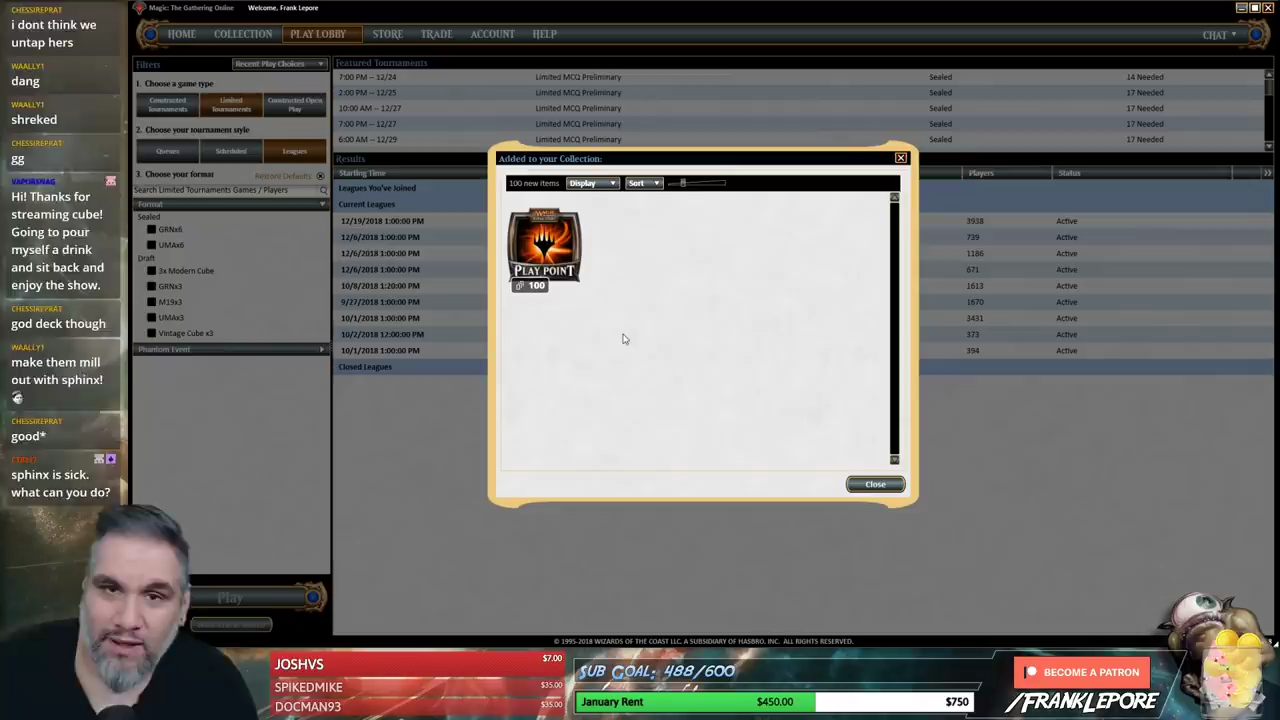 CHESSIREPRAT
i don't think we
untap hers
WAALLY1
dang
WAALLY1
shreked
CHESSIREPRAT
gg
VAPORSNAG
Hi! Thanks for
streaming cube!
Going to pour
myself a drink
and sit back and
enjoy the show.
CHESSIREPRAT
god deck though
WAALLY1
make them mill
out with sphinx!
CHESSIREPRAT
good*
sphinx is sick.
what can you do?
Magic: The Gathering Online
Welcome, Frank Lepore
HOME
COLLECTION
PLAY LOBBY
STORE
TRADE
ACCOUNT
HELP
CHAT
Filters
Recent Play Choices
1. Choose a game type
Constructed Tournaments
Limited Tournaments
Constructed Open Play
2. Choose your tournament style
Queues
Scheduled
Leagues
3. Choose your format
Restore Defaults
Search Limited Tournaments Games / Players
Format
Sealed
GRNx6
UMAx6
Draft
3x Modern Cube
GRNx3
M19x3
UMAx3
Vintage Cube x3
Phantom Event
Play
Featured Tournaments
7:00 PM -- 12/24 Limited MCQ Preliminary Sealed 14 Needed
2:00 PM -- 12/25 Limited MCQ Preliminary Sealed 17 Needed
10:00 AM -- 12/27 Limited MCQ Preliminary Sealed 17 Needed
7:00 PM -- 12/27 Limited MCQ Preliminary Sealed 17 Needed
6:00 AM -- 12/29 Limited MCQ Preliminary Sealed 17 Needed
Results
Starting Time Players Status
Leagues You've Joined
Current Leagues
12/19/2018 1:00:00 PM 3938 Active
12/6/2018 1:00:00 PM 739 Active
12/6/2018 1:00:00 PM 1186 Active
12/6/2018 1:00:00 PM 671 Active
10/8/2018 1:20:00 PM 1613 Active
9/27/2018 1:00:00 PM 1670 Active
10/1/2018 1:00:00 PM 3431 Active
10/2/2018 12:00:00 PM 373 Active
10/1/2018 1:00:00 PM 394 Active
Closed Leagues
Added to your Collection:
100 new items
Display
Sort
PLAY POINT
100
Close
© 1995-2018 WIZARDS OF THE COAST LLC, A SUBSIDIARY OF HASBRO, INC. ALL RIGHTS RESERVED.
JOSHVS $7.00
SPIKEDMIKE $35.00
DOCMAN93 $35.00
SUB GOAL: 488/600
January Rent $450.00 $750
BECOME A PATRON
/FRANKLEPORE